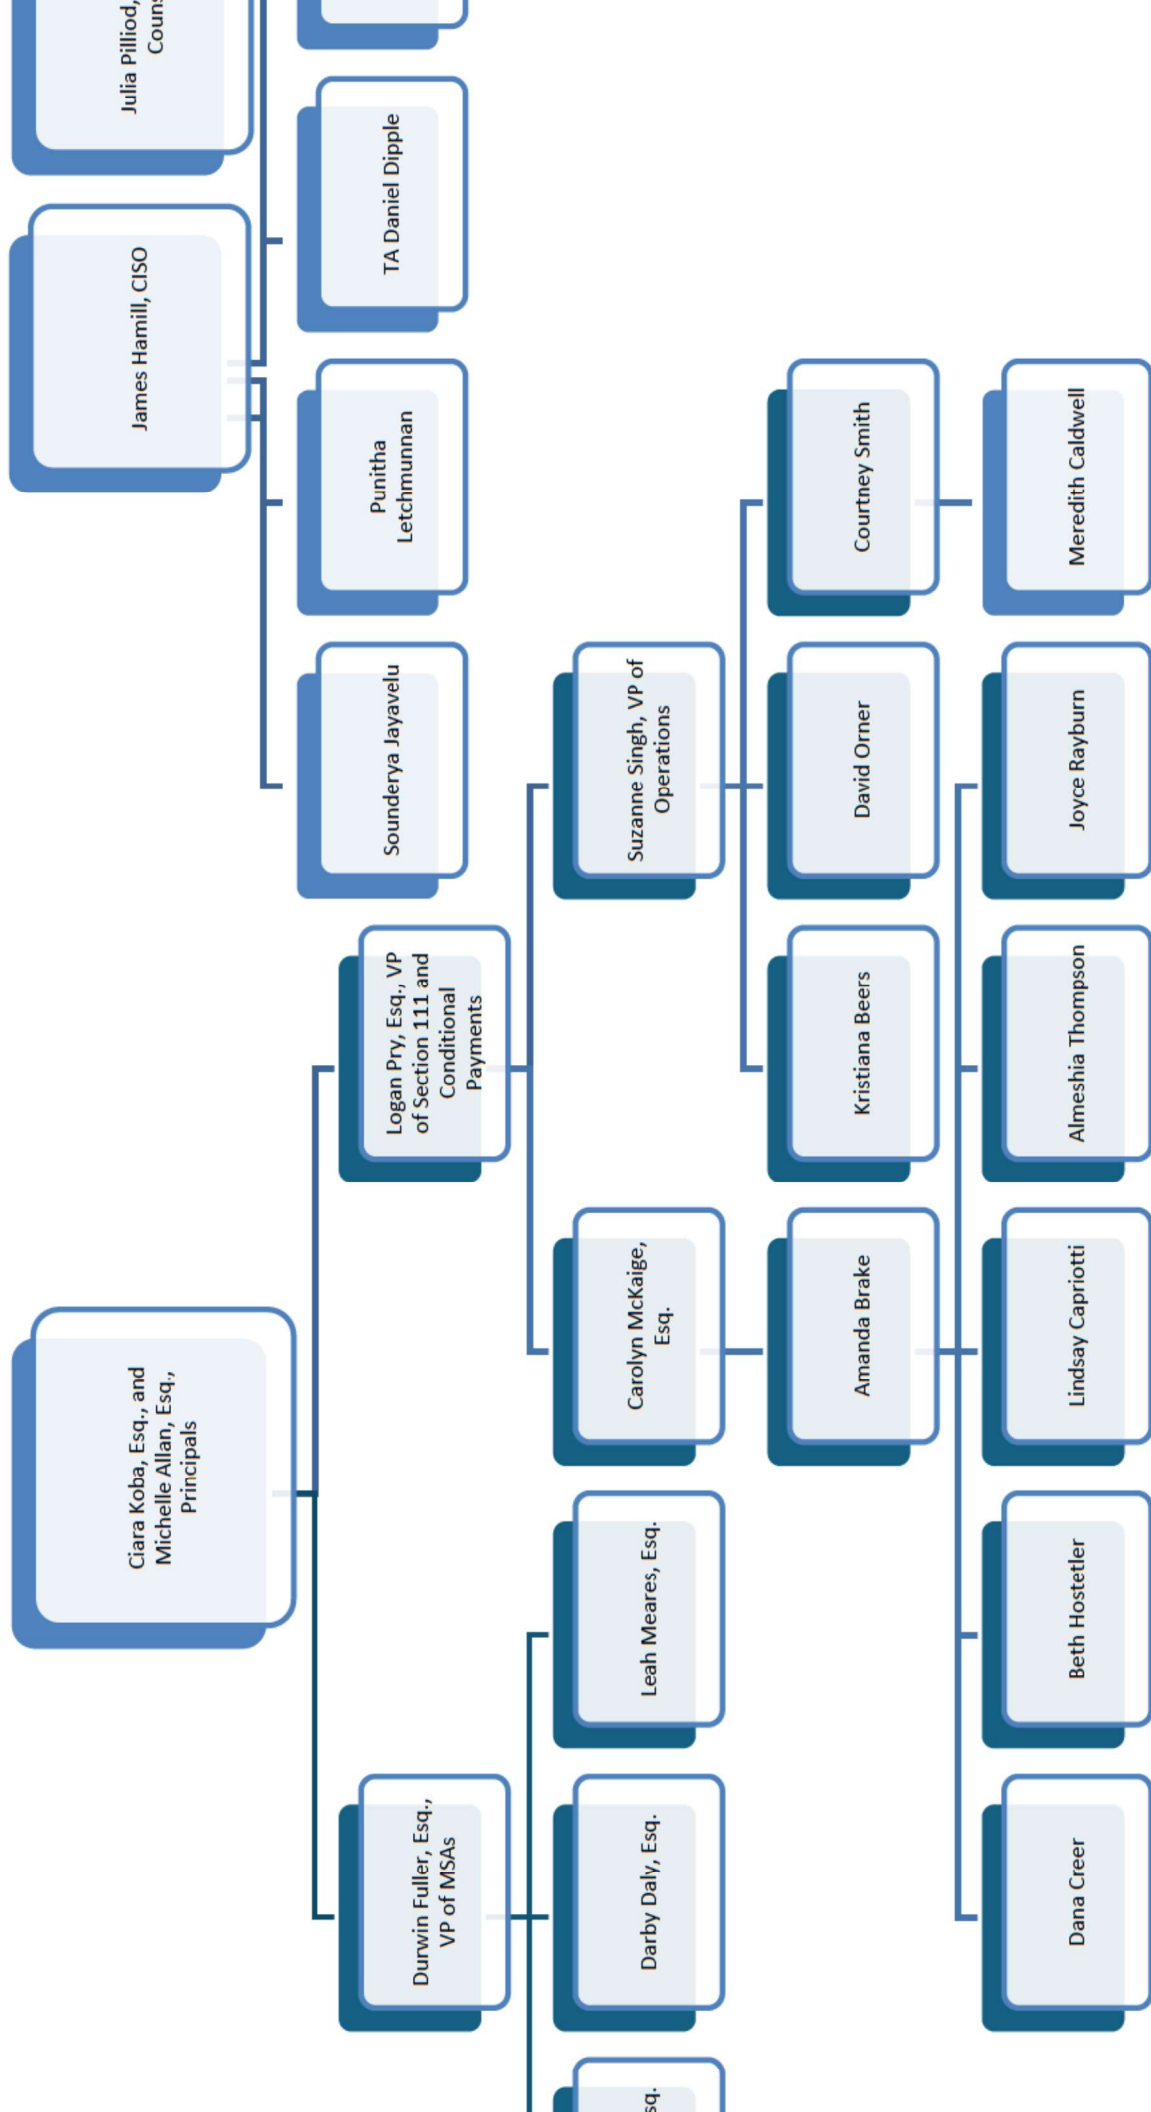 Ciara Koba, Esq., and
Michelle Allan, Esq.,
Principals
James Hamill, CISO
Julia Pilliod,
Durwin Fuller, Esq.,
VP of MSAs
Logan Pry, Esq., VP
of Section 111 and
Conditional
Payments
Sounderya Jayavelu
Punitha
Letchmunnan
TA Daniel Dipple
Darby Daly, Esq.
Leah Meares, Esq.
Carolyn McKaige,
Esq.
Suzanne Singh, VP of
Operations
Amanda Brake
Kristiana Beers
David Orner
Courtney Smith
Dana Creer
Beth Hostetler
Lindsay Capriotti
Almeshia Thompson
Joyce Rayburn
Meredith Caldwell